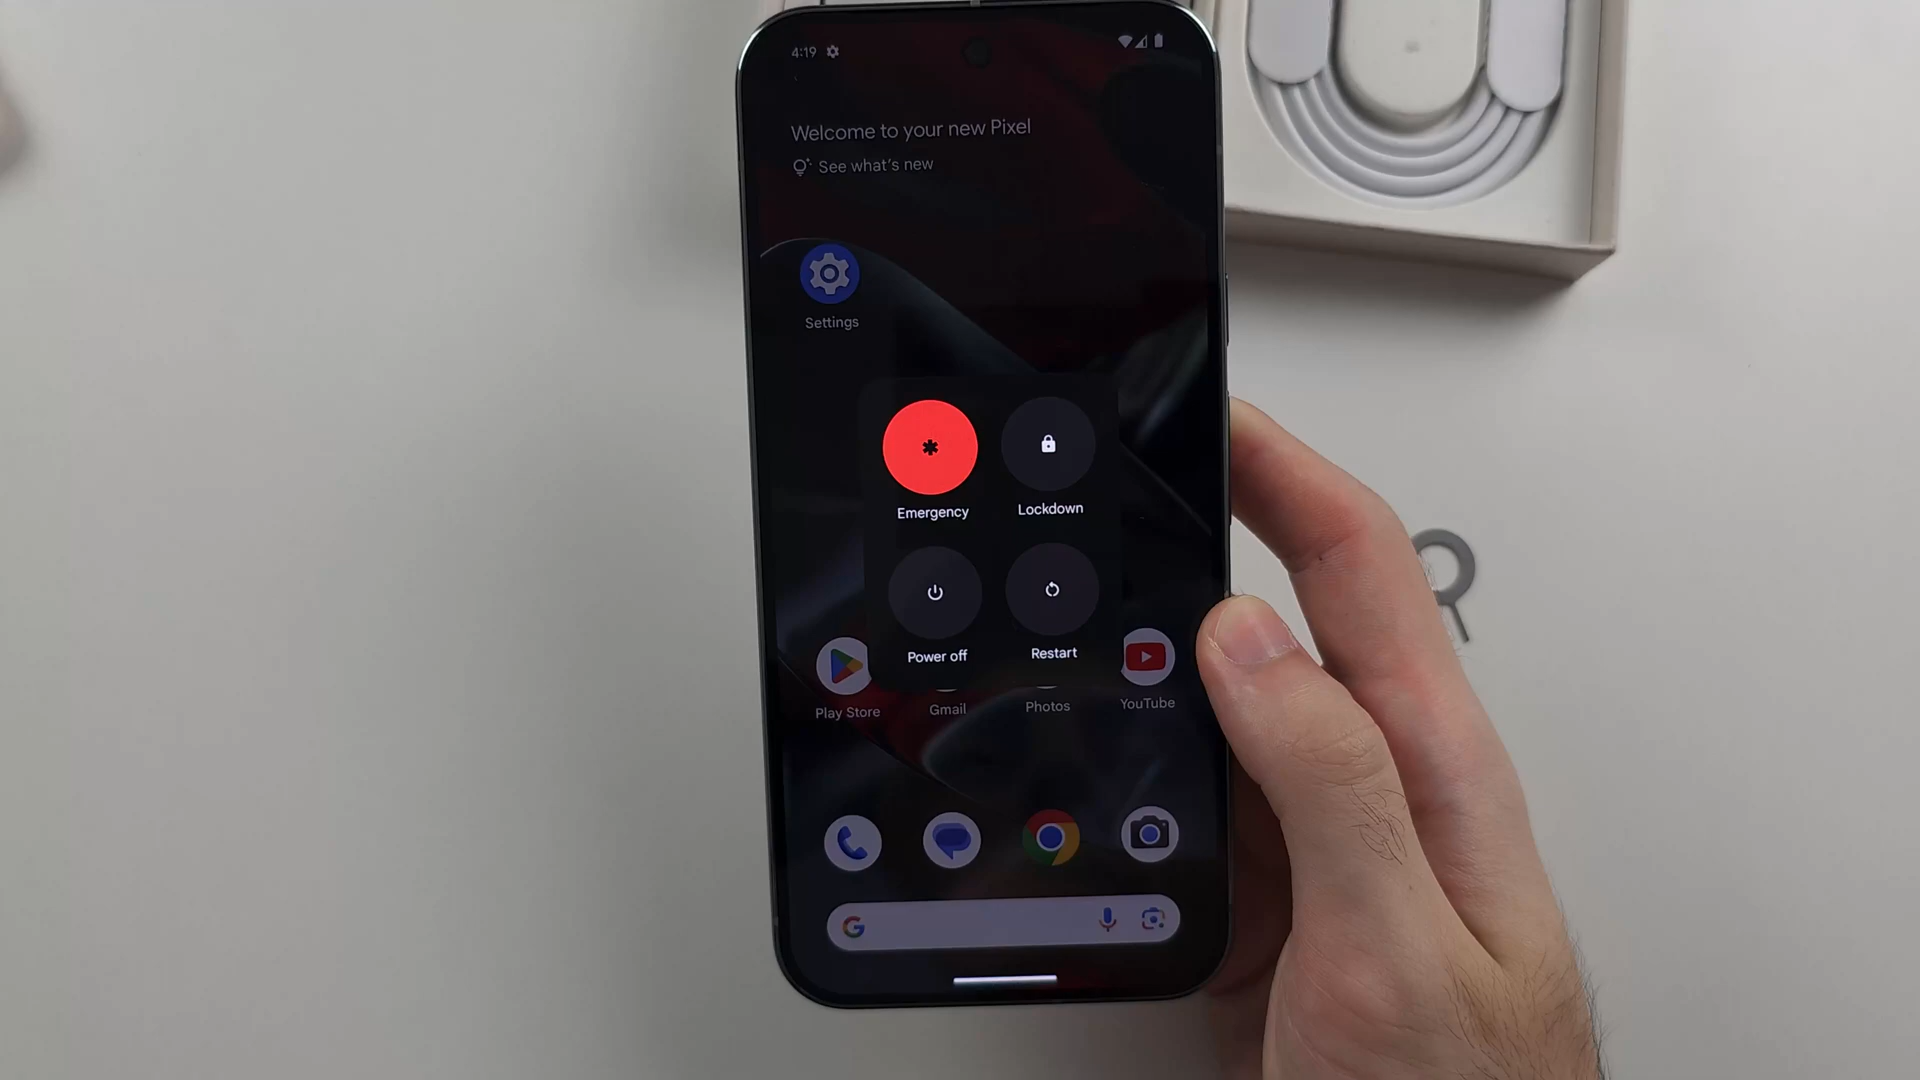 4:19
Welcome to your new Pixel
See what's new
Settings
Emergency
Lockdown
Power off
Restart
Play Store
Gmail
Photos
YouTube
G